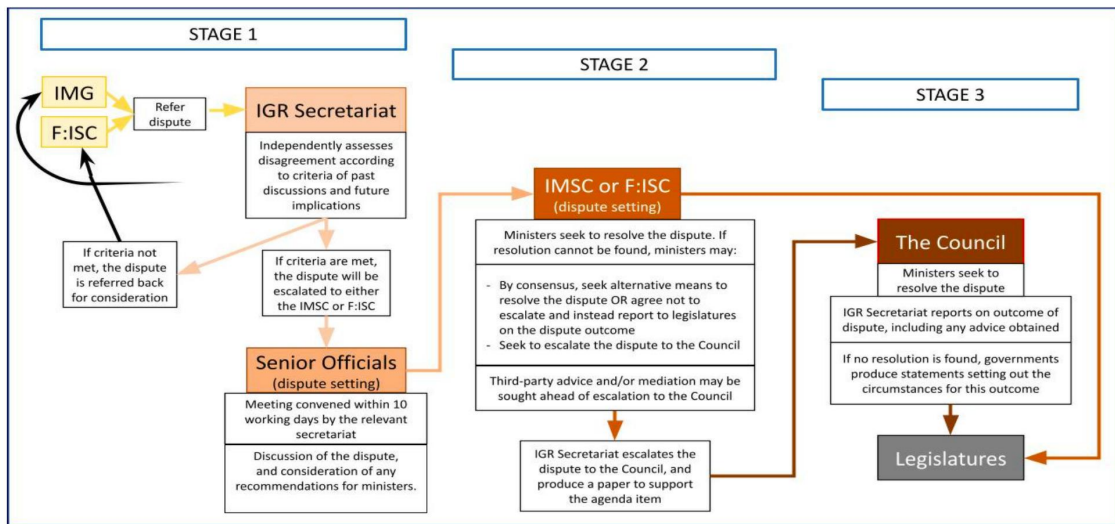 STAGE 1
IMG
F:ISC
Refer
dispute
IGR Secretariat
Independently assesses
disagreement according
to criteria of past
discussions and future
implications
If criteria not
met, the dispute
is referred back
for consideration
If criteria are met,
the dispute will be
escalated to either
the IMSC or F:ISC
Senior Officials
(dispute setting)
Meeting convened within 10
working days by the relevant
secretariat
Discussion of the dispute,
and consideration of any
recommendations for ministers.
STAGE 2
IMSC or F:ISC
(dispute setting)
Ministers seek to resolve the dispute. If
resolution cannot be found, ministers may:
- By consensus, seek alternative means to
resolve the dispute OR agree not to
escalate and instead report to legislatures
on the dispute outcome
- Seek to escalate the dispute to the Council
Third-party advice and/or mediation may be
sought ahead of escalation to the Council
IGR Secretariat escalates the
dispute to the Council, and
produce a paper to support
the agenda item
STAGE 3
The Council
Ministers seek to
resolve the dispute
IGR Secretariat reports on outcome of
dispute, including any advice obtained
If no resolution is found, governments
produce statements setting out the
circumstances for this outcome
Legislatures